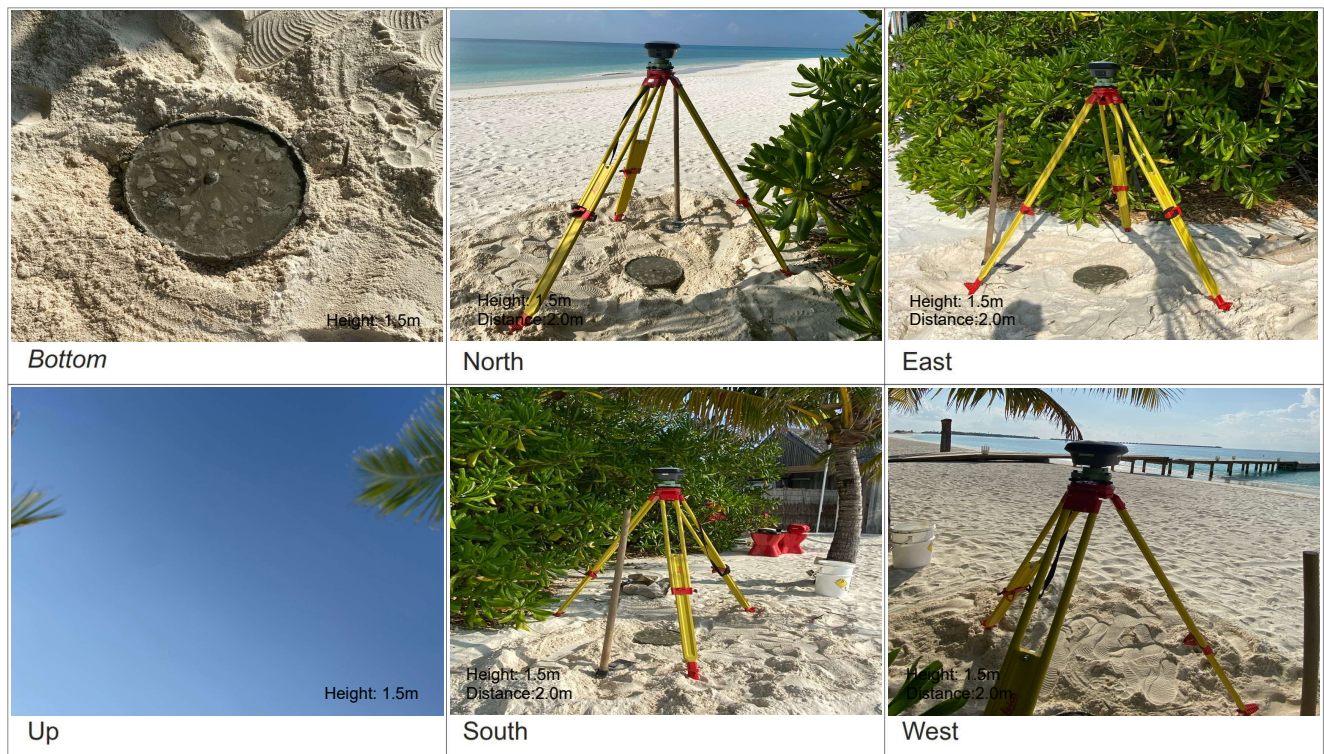 Height: 1.5m
Height: 1.5m
Distance:2.0m
Height: 1.5m
Distance:2.0m
Bottom
North
East
Height: 1.5m
Height: 1.5m
Distance:2.0m
Height: 1.5m
Distance:2.0m
Up
South
West